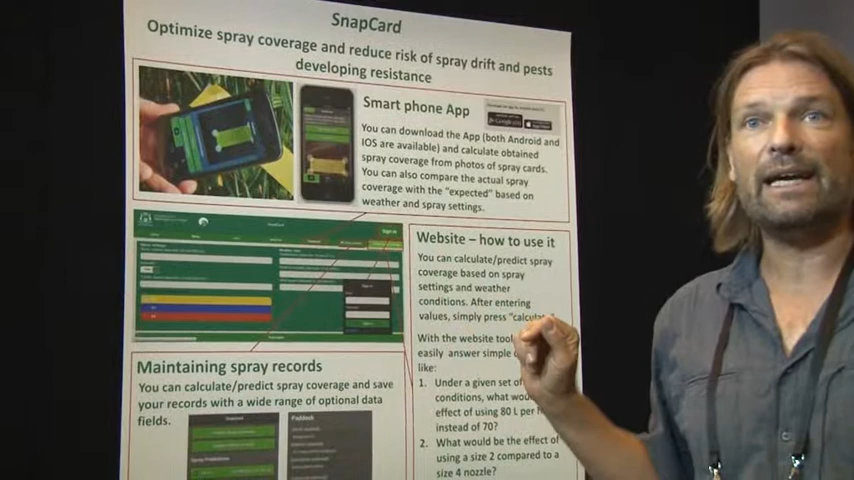 SnapCard
Optimize spray coverage and reduce risk of spray drift and pests
developing resistance
Smart phone App
You can download the App (both Android and
IOS are available) and calculate obtained
spray coverage from photos of spray cards.
You can also compare the actual spray
coverage with the "expected" based on
weather and spray settings.
Sign in
Website – how to use it
You can calculate/predict spray
coverage based on spray
settings and weather
conditions. After entering
values, simply press "calculat
With the website tool
easily answer simple
like:
1. Under a given set of
conditions, what wou
effect of using 80 L per
instead of 70?
2. What would be the effect of
using a size 2 compared to a
size 4 nozzle?
Maintaining spray records
You can calculate/predict spray coverage and save
your records with a wide range of optional data
fields.
Paddock